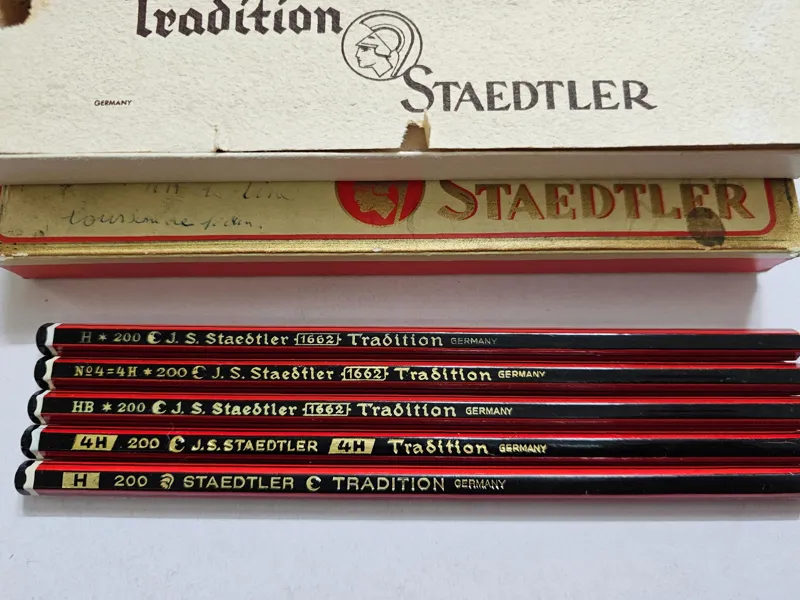 Tradition
STAEDTLER
GERMANY
STAEDTLER
H * 200 J. S. Staedtler 1662 Tradition GERMANY
No4=4H * 200 J. S. Staedtler 1662 Tradition GERMANY
HB * 200 J. S. Staedtler 1662 Tradition GERMANY
4H 200 J.S.STAEDTLER 4H Tradition GERMANY
H 200 STAEDTLER TRADITION GERMANY